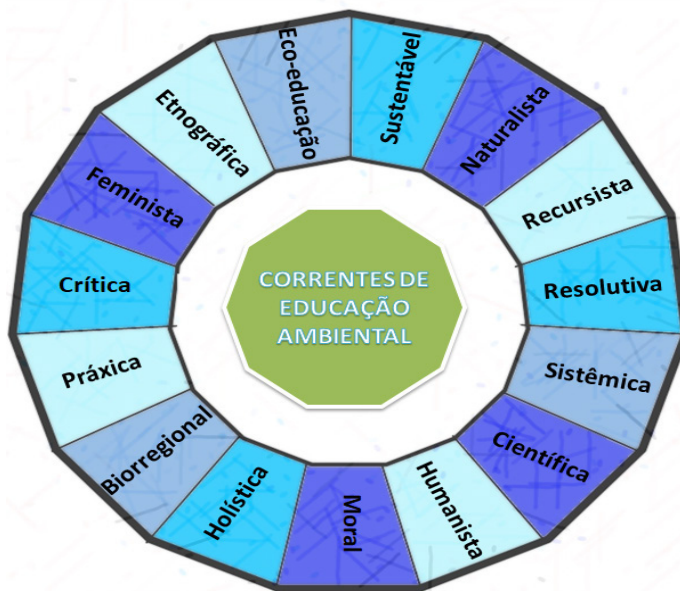 CORRENTES DE
EDUCAÇÃO
AMBIENTAL
Sustentável
Naturalista
Recursista
Resolutiva
Sistêmica
Científica
Humanista
Moral
Holística
Biorregional
Práxica
Crítica
Feminista
Etnográfica
Eco-educação